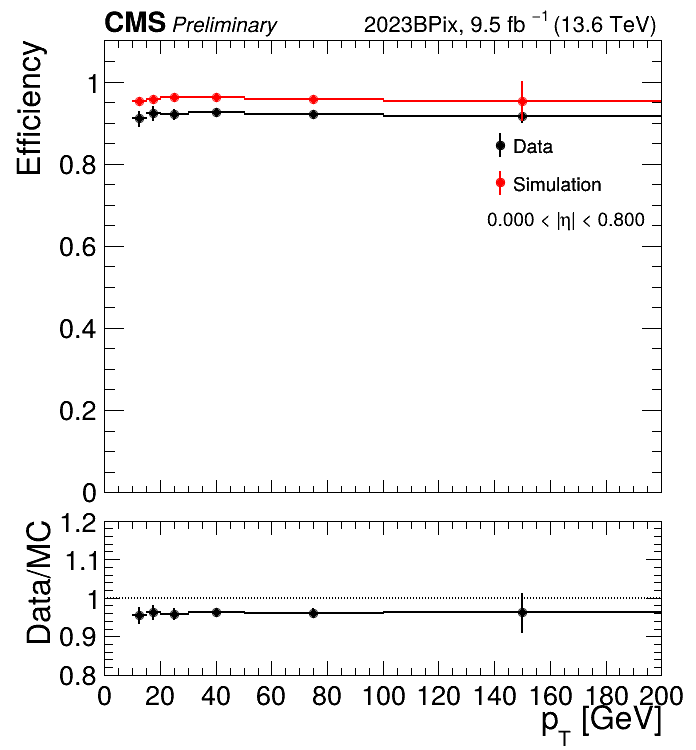 CMS Preliminary 2023BPix, 9.5 fb⁻¹ (13.6 TeV)
Efficiency
1
0.8
0.6
0.4
0.2
0
Data
Simulation
0.000 < |η| < 0.800
Data/MC
1.2
1.1
1
0.9
0.8
0 20 40 60 80 100 120 140 160 180 200
p_T [GeV]